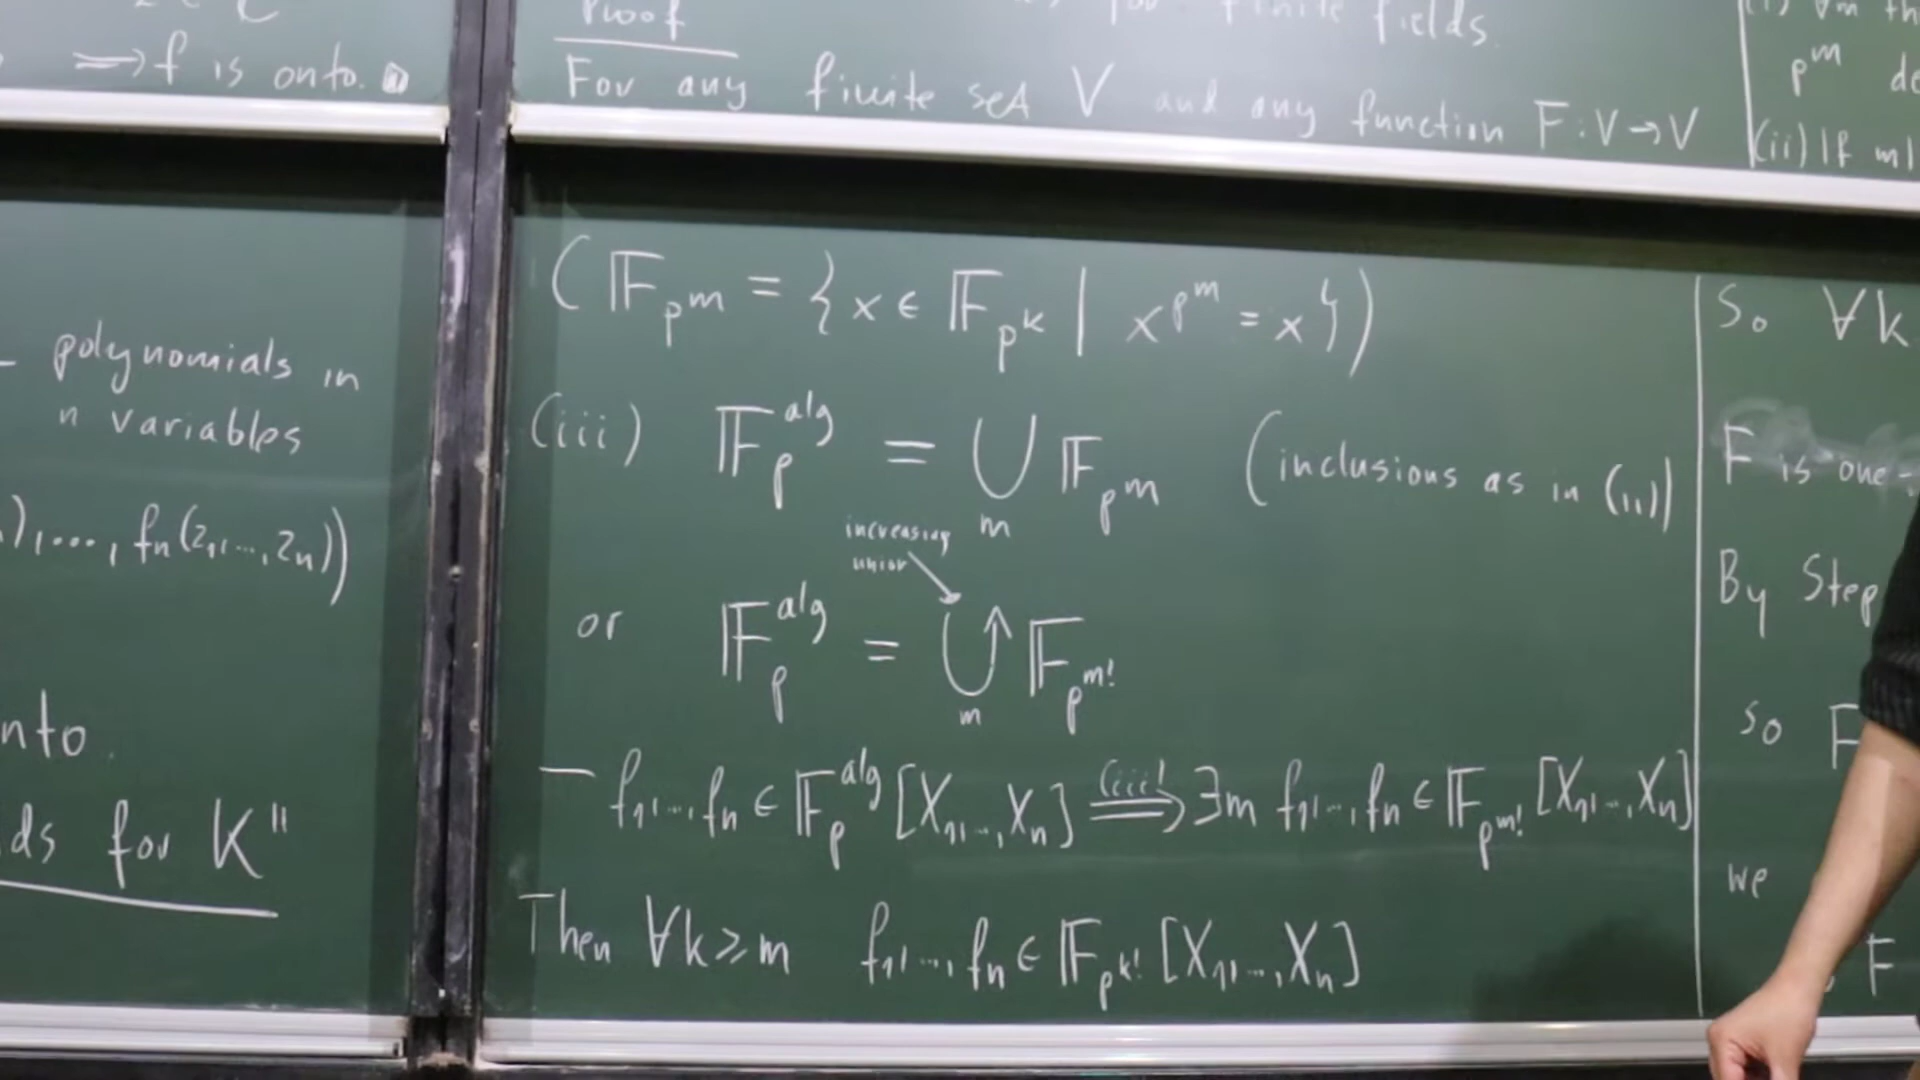 ⟹ f is onto.
polynomials in
n variables
),...,fₙ(z₁,...,zₙ))
nto.
ds for K"
Proof
for finite fields.
For any finite set V and any function F:V→V
(𝔽_{p^m} = {x ∈ 𝔽_{p^k} | x^{p^m} = x})
(iii) 𝔽_p^{alg} = ⋃_m 𝔽_{p^m} (inclusions as in (ii))
increasing
union
or 𝔽_p^{alg} = ⋃↑_m 𝔽_{p^{m!}}
— f₁,...,fₙ ∈ 𝔽_p^{alg}[X₁,...,Xₙ] ⟹^{(iii)} ∃m f₁,...,fₙ ∈ 𝔽_{p^{m!}}[X₁,...,Xₙ]
Then ∀k≥m f₁,...,fₙ ∈ 𝔽_{p^{k!}}[X₁,...,Xₙ]
(i) ∀m
p^m
(ii) If m|
So ∀k
F is one-
By Step
so F
we
F